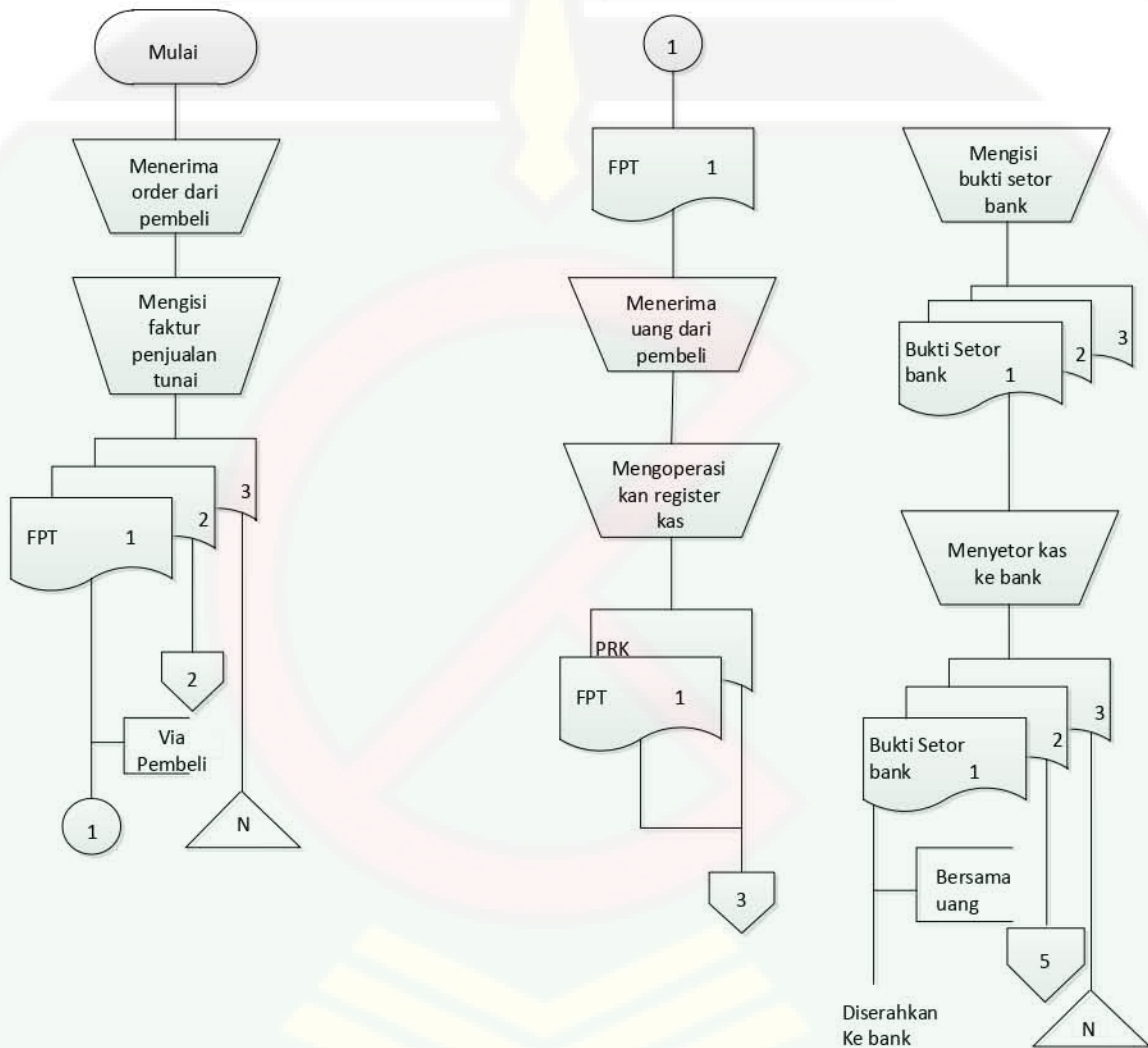 Mulai
Menerima
order dari
pembeli
Mengisi
faktur
penjualan
tunai
3
2
FPT 1
2
Via
Pembeli
1
N
1
FPT 1
Menerima
uang dari
pembeli
Mengoperasi
kan register
kas
PRK
FPT 1
3
Mengisi
bukti setor
bank
3
2
Bukti Setor
bank 1
Menyetor kas
ke bank
3
2
Bukti Setor
bank 1
Bersama
uang
5
Diserahkan
Ke bank
N